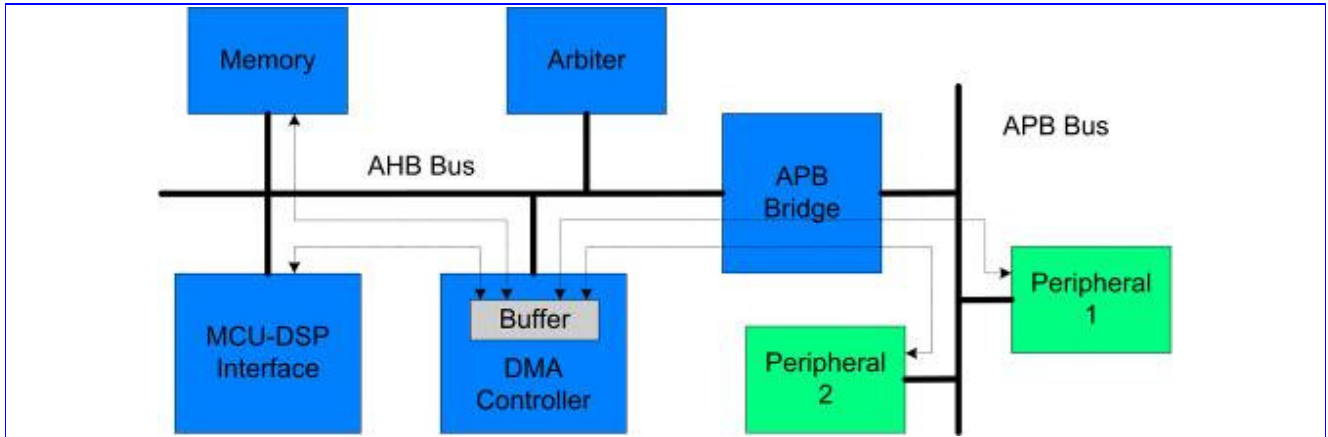 Memory
Arbiter
AHB Bus
APB Bus
APB
Bridge
MCU-DSP
Interface
Buffer
DMA
Controller
Peripheral
1
Peripheral
2